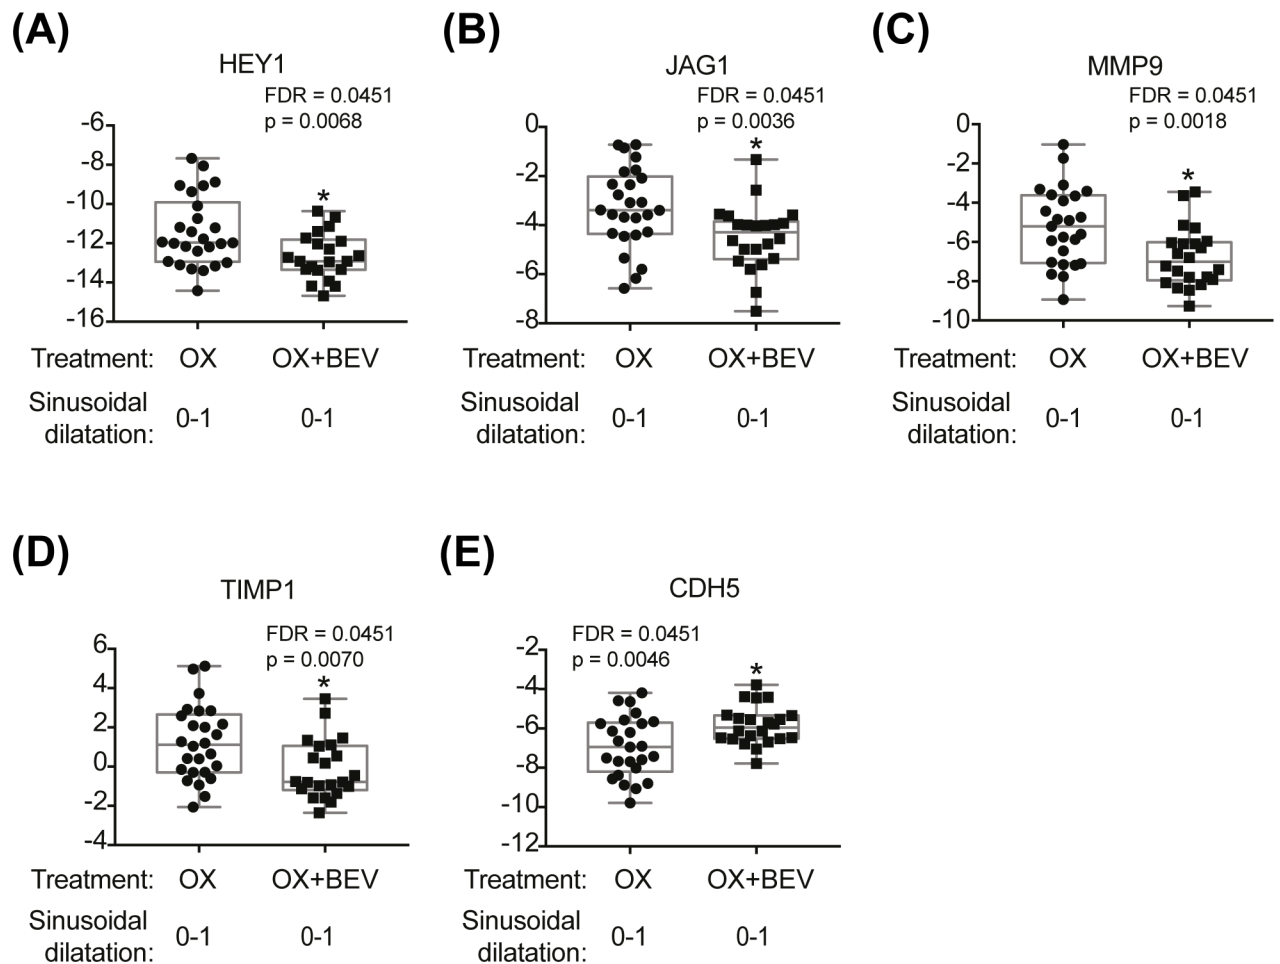 (A)
HEY1
FDR = 0.0451
p = 0.0068
*
-6
-8
-10
-12
-14
-16
Treatment: OX OX+BEV
Sinusoidal
dilatation: 0-1 0-1
(B)
JAG1
FDR = 0.0451
p = 0.0036
*
0
-2
-4
-6
-8
Treatment: OX OX+BEV
Sinusoidal
dilatation: 0-1 0-1
(C)
MMP9
FDR = 0.0451
p = 0.0018
*
0
-2
-4
-6
-8
-10
Treatment: OX OX+BEV
Sinusoidal
dilatation: 0-1 0-1
(D)
TIMP1
FDR = 0.0451
p = 0.0070
*
6
4
2
0
-2
-4
Treatment: OX OX+BEV
Sinusoidal
dilatation: 0-1 0-1
(E)
CDH5
FDR = 0.0451
p = 0.0046
*
-2
-4
-6
-8
-10
-12
Treatment: OX OX+BEV
Sinusoidal
dilatation: 0-1 0-1